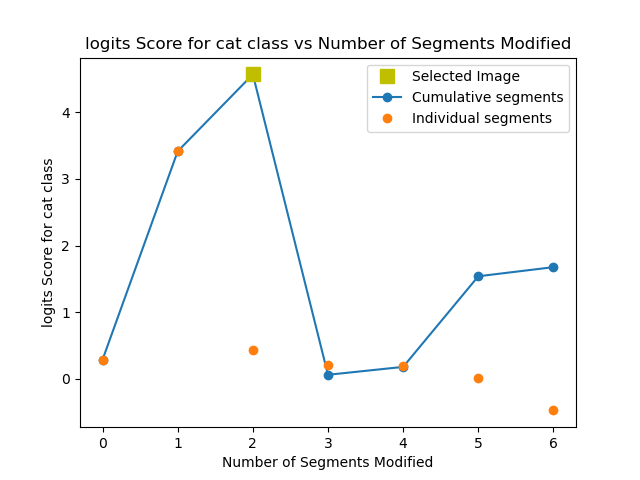 logits Score for cat class vs Number of Segments Modified
Selected Image
Cumulative segments
Individual segments
logits Score for cat class
4
3
2
1
0
0 1 2 3 4 5 6
Number of Segments Modified